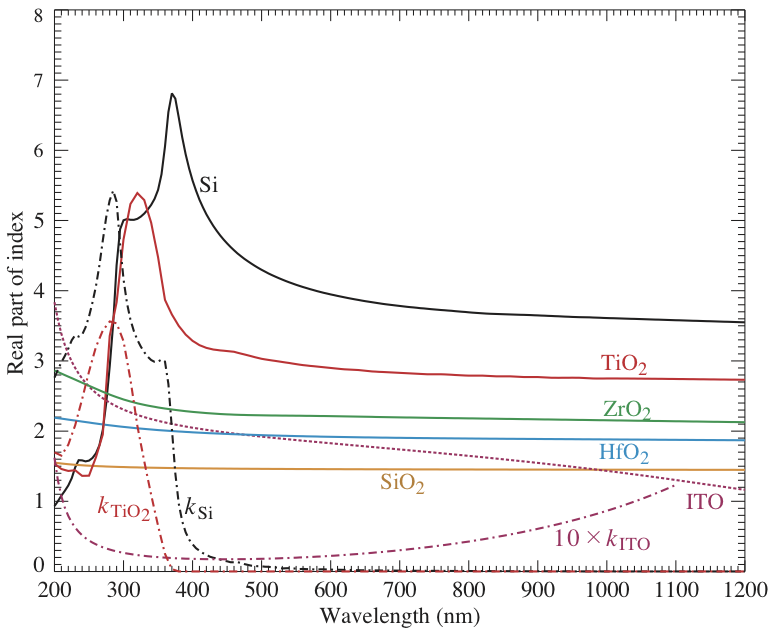 8
7
6
5
4
3
2
1
0
Real part of index
Si
TiO2
ZrO2
HfO2
SiO2
ITO
kTiO2
kSi
10 × kITO
200 300 400 500 600 700 800 900 1000 1100 1200
Wavelength (nm)